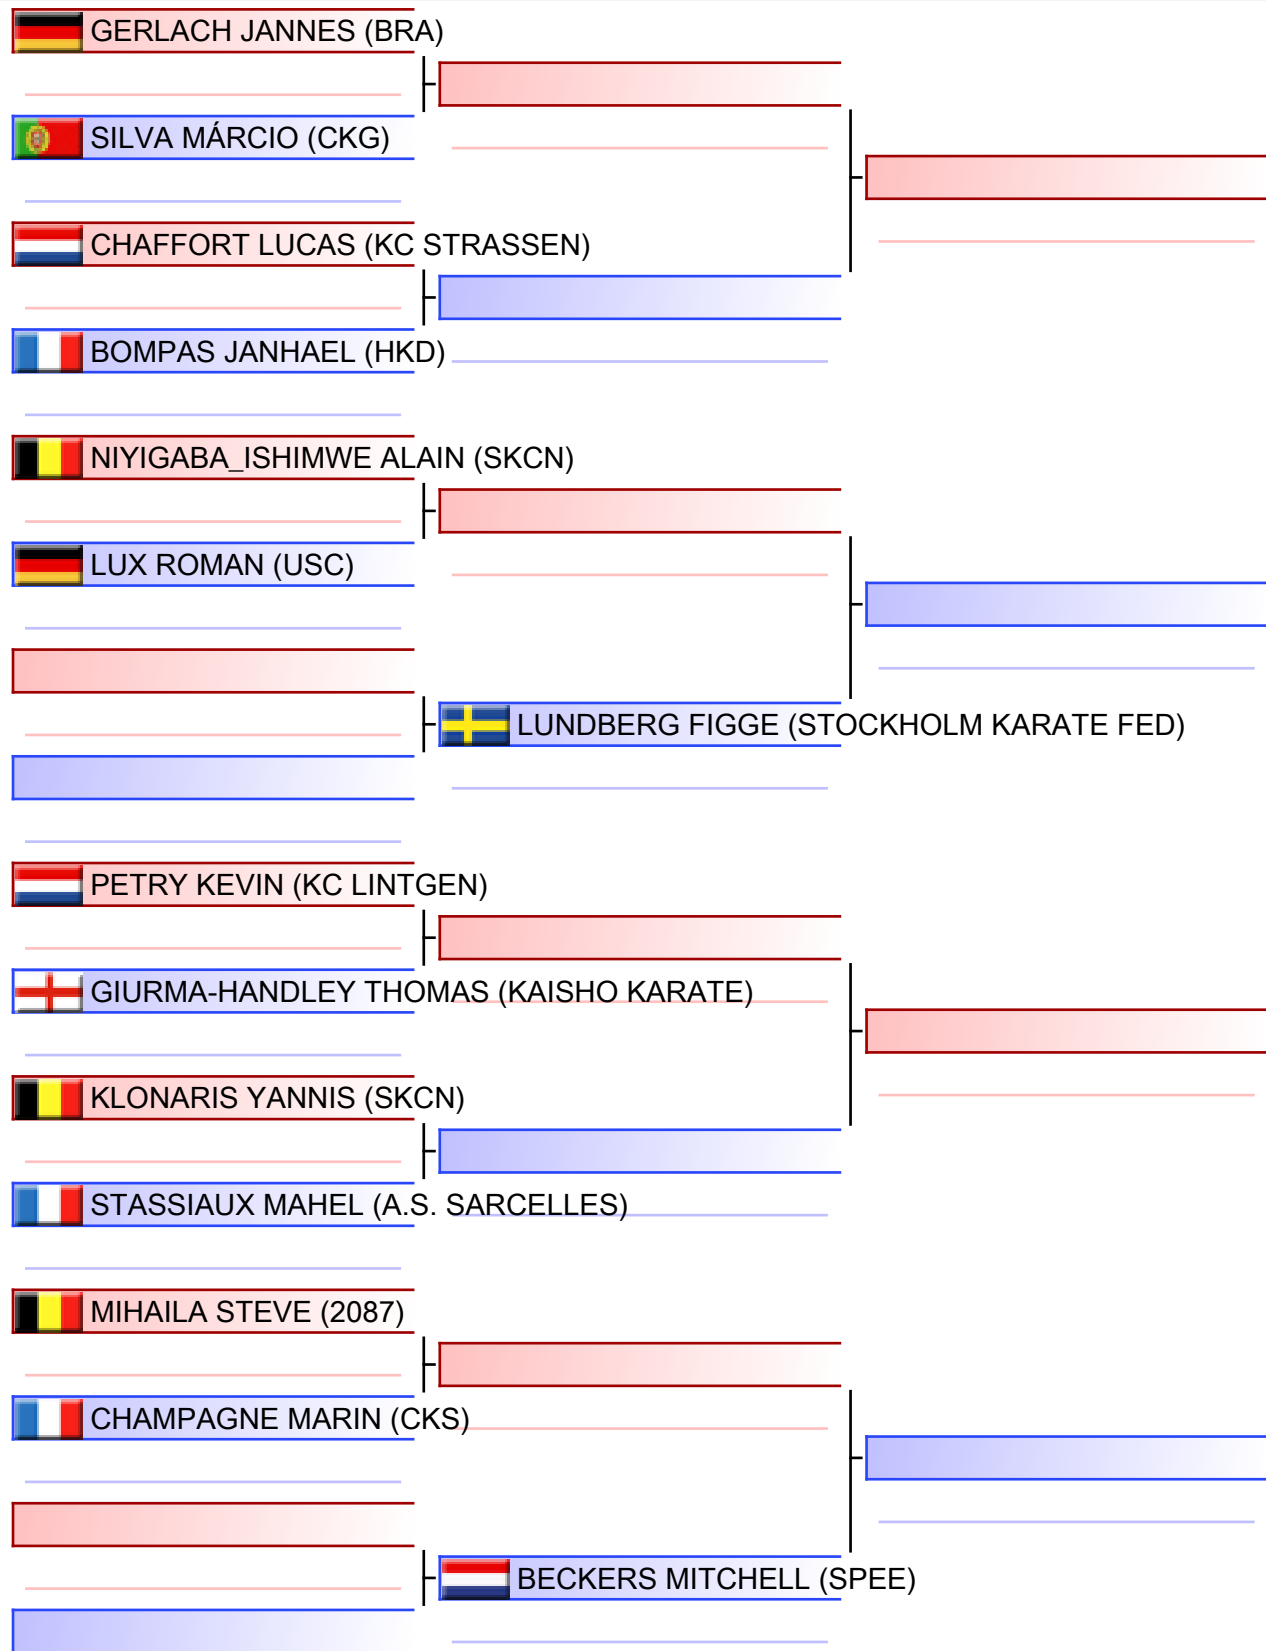 GERLACH JANNES (BRA)
SILVA MÁRCIO (CKG)
CHAFFORT LUCAS (KC STRASSEN)
BOMPAS JANHAEL (HKD)
NIYIGABA_ISHIMWE ALAIN (SKCN)
LUX ROMAN (USC)
LUNDBERG FIGGE (STOCKHOLM KARATE FED)
PETRY KEVIN (KC LINTGEN)
GIURMA-HANDLEY THOMAS (KAISHO KARATE)
KLONARIS YANNIS (SKCN)
STASSIAUX MAHEL (A.S. SARCELLES)
MIHAILA STEVE (2087)
CHAMPAGNE MARIN (CKS)
BECKERS MITCHELL (SPEE)